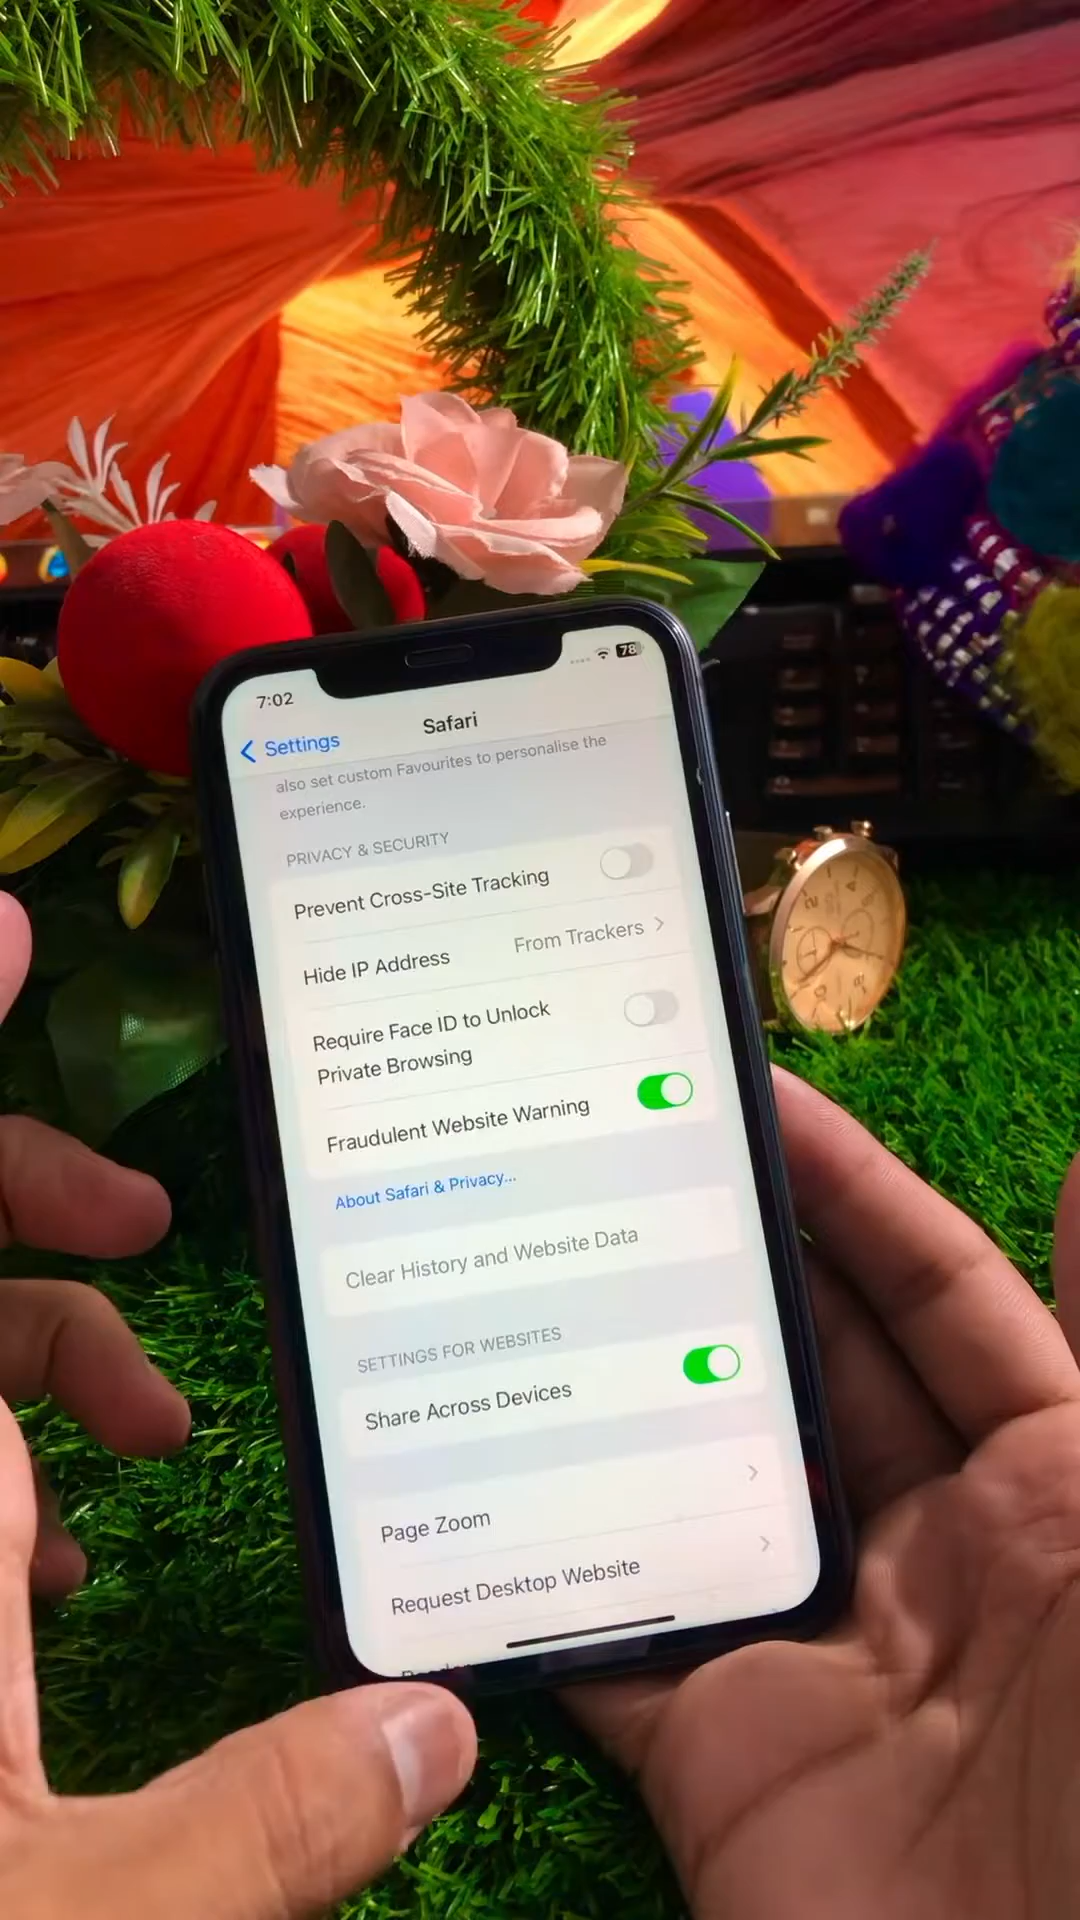 7:02
78
Settings
Safari
also set custom Favourites to personalise the
experience.
PRIVACY & SECURITY
Prevent Cross-Site Tracking
Hide IP Address From Trackers
Require Face ID to Unlock
Private Browsing
Fraudulent Website Warning
About Safari & Privacy...
Clear History and Website Data
SETTINGS FOR WEBSITES
Share Across Devices
Page Zoom
Request Desktop Website